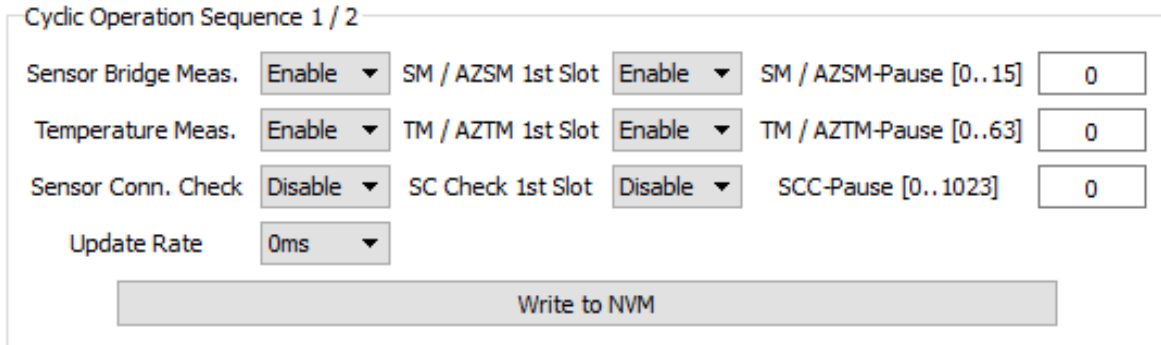 Cyclic Operation Sequence 1 / 2
Sensor Bridge Meas. Enable SM / AZSM 1st Slot Enable SM / AZSM-Pause [0..15] 0
Temperature Meas. Enable TM / AZTM 1st Slot Enable TM / AZTM-Pause [0..63] 0
Sensor Conn. Check Disable SC Check 1st Slot Disable SCC-Pause [0..1023] 0
Update Rate 0ms
Write to NVM